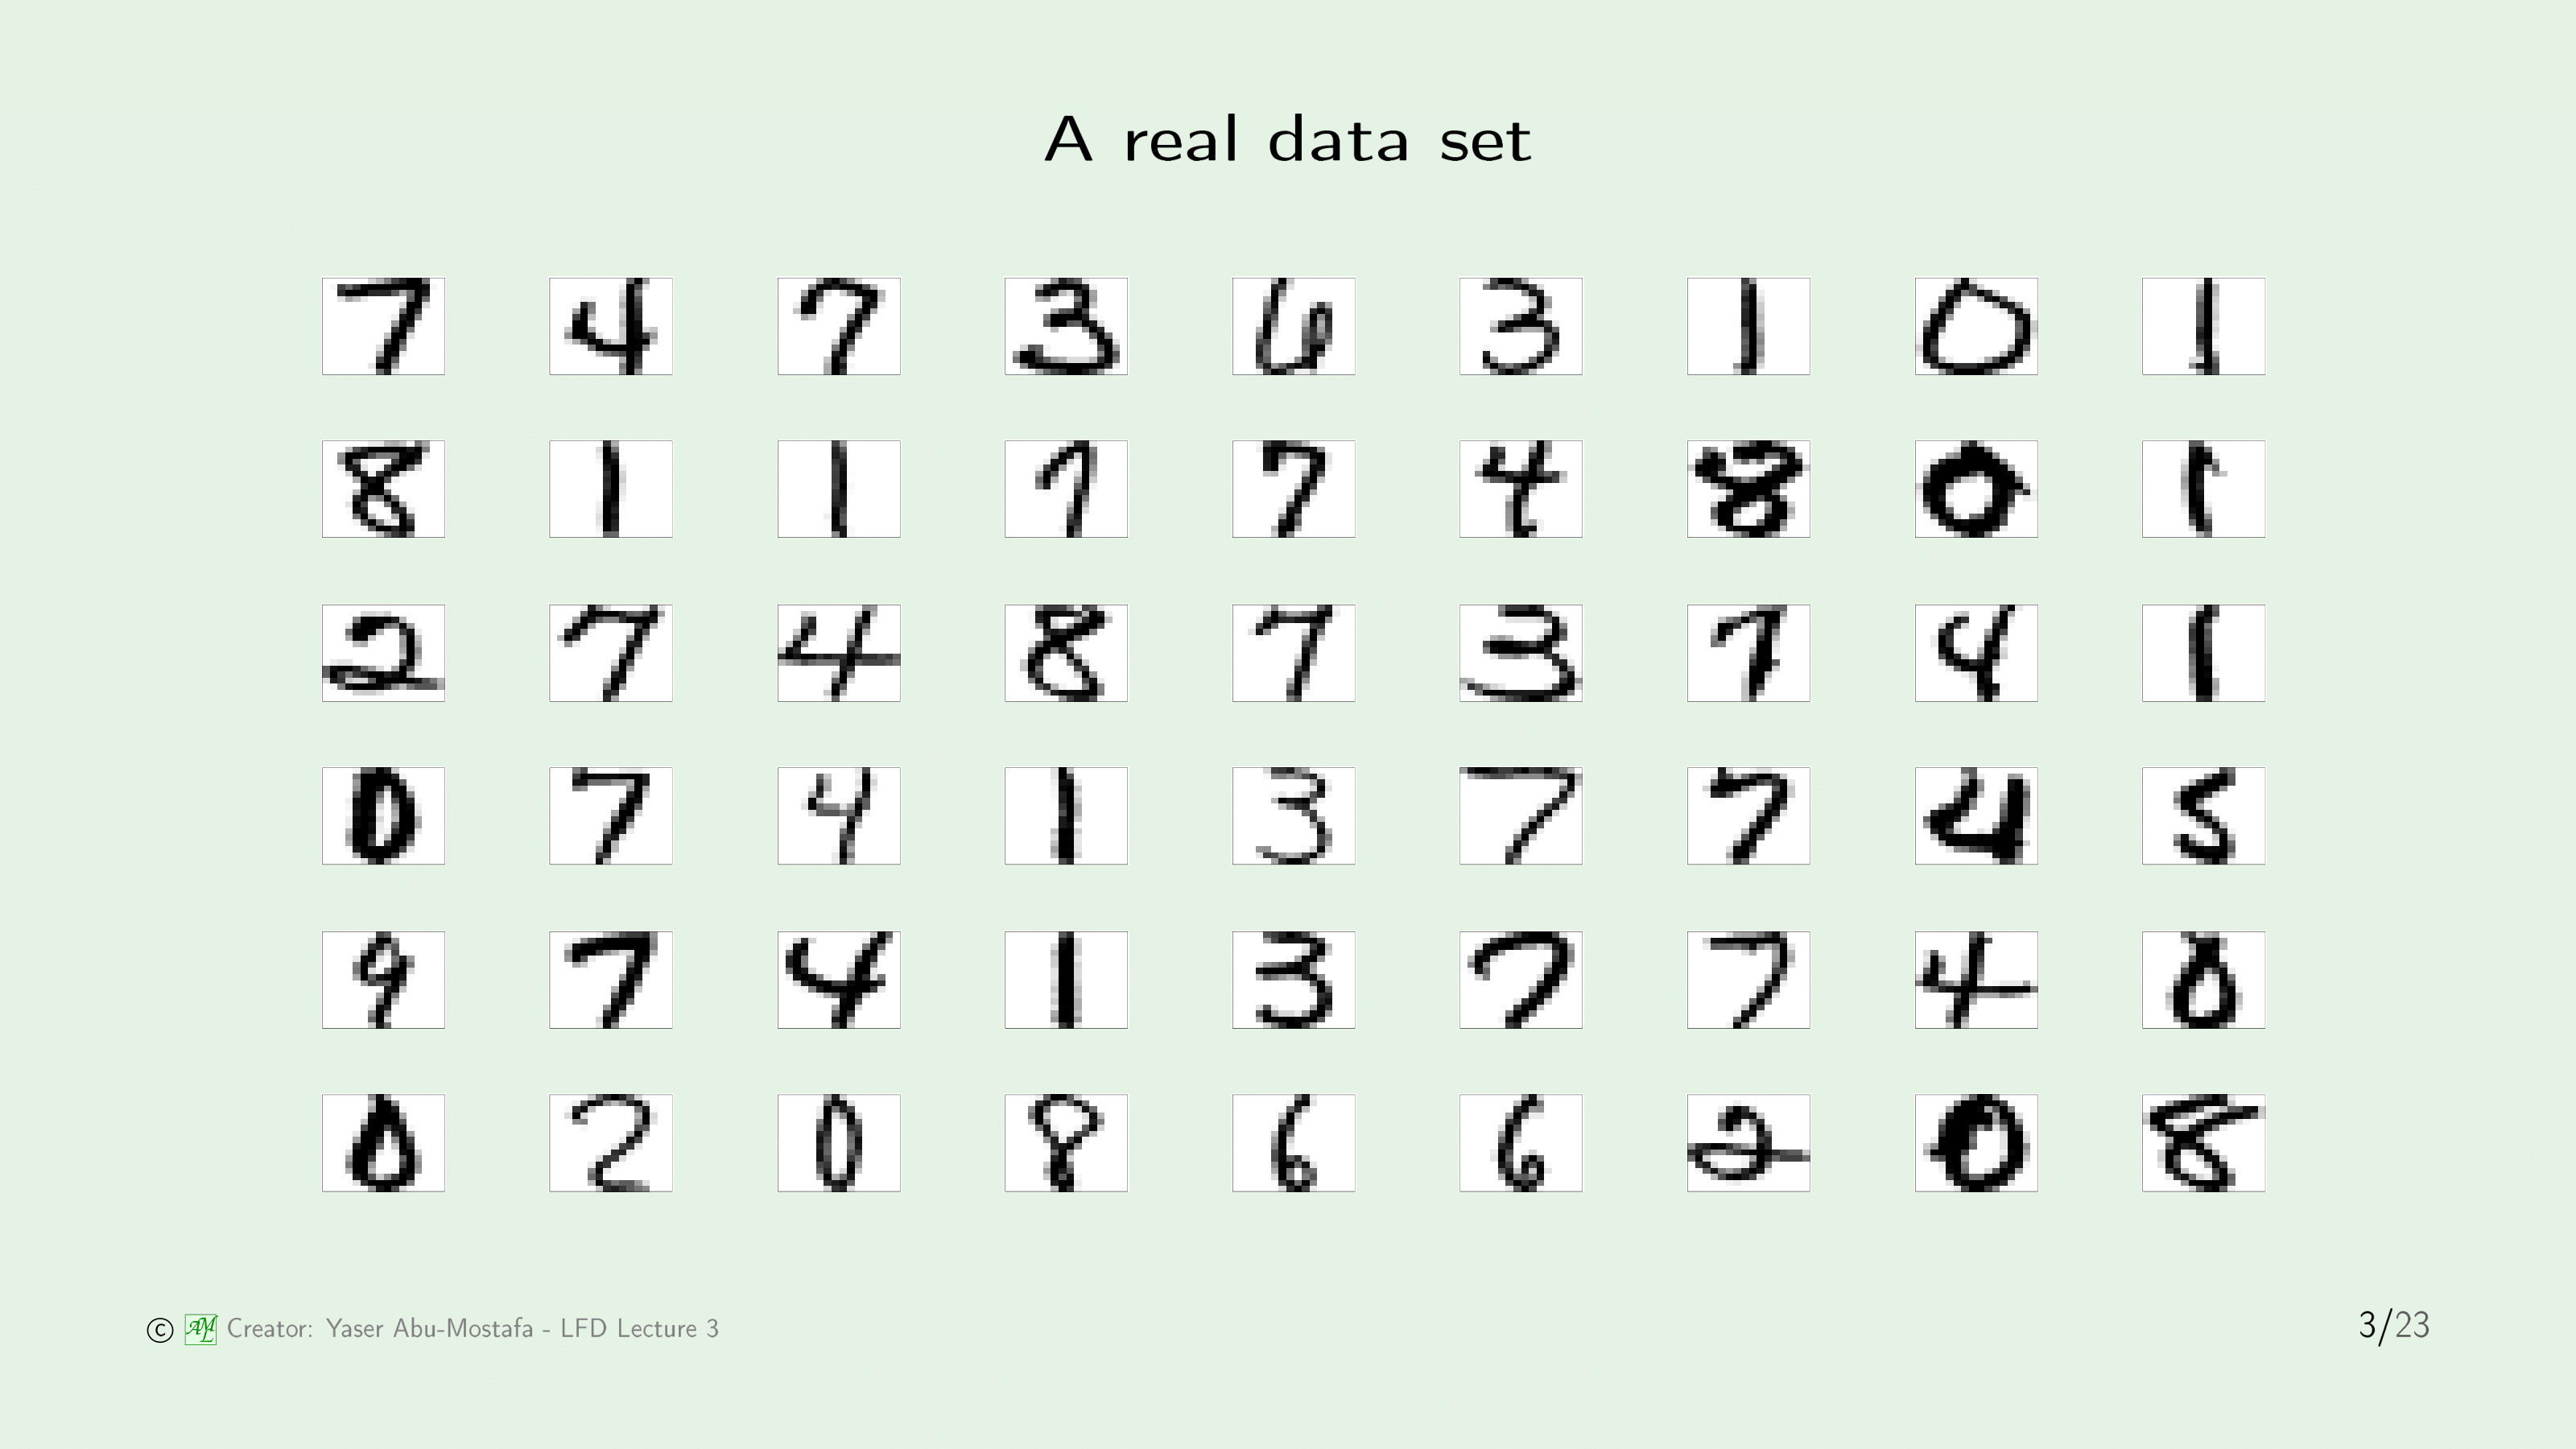 A real data set
7 4 7 3 6 3 1 0 1
8 1 1 7 7 4 8 0 1
2 7 4 8 7 3 7 4 1
0 7 4 1 3 7 7 4 5
9 7 4 1 3 7 7 4 0
0 2 0 8 6 6 2 0 8
© AML Creator: Yaser Abu-Mostafa - LFD Lecture 3
3/23